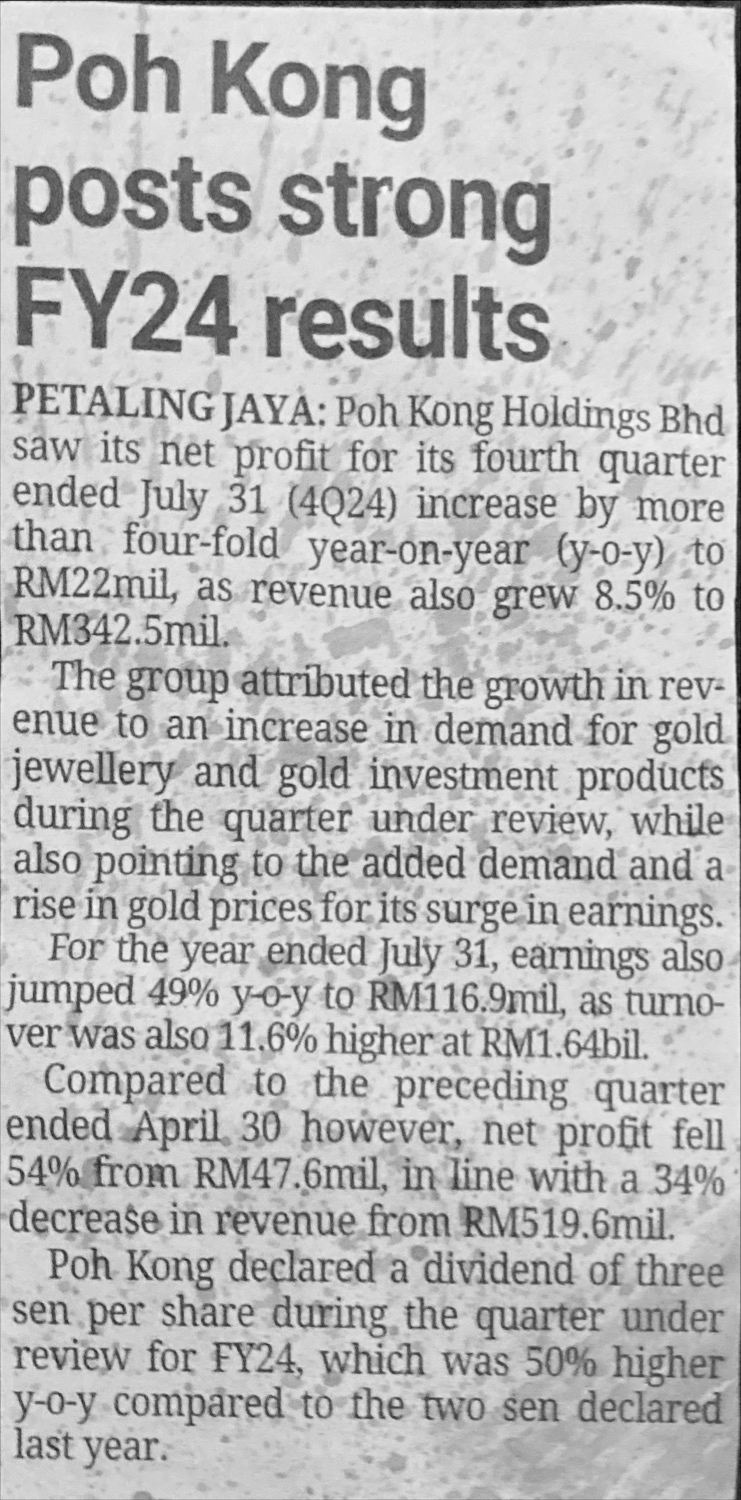 Poh Kong
posts strong
FY24 results
PETALING JAYA: Poh Kong Holdings Bhd
saw its net profit for its fourth quarter
ended July 31 (4Q24) increase by more
than four-fold year-on-year (y-o-y) to
RM22mil, as revenue also grew 8.5% to
RM342.5mil.
The group attributed the growth in rev-
enue to an increase in demand for gold
jewellery and gold investment products
during the quarter under review, while
also pointing to the added demand and a
rise in gold prices for its surge in earnings.
For the year ended July 31, earnings also
jumped 49% y-o-y to RM116.9mil, as turno-
ver was also 11.6% higher at RM1.64bil.
Compared to the preceding quarter
ended April 30 however, net profit fell
54% from RM47.6mil, in line with a 34%
decrease in revenue from RM519.6mil.
Poh Kong declared a dividend of three
sen per share during the quarter under
review for FY24, which was 50% higher
y-o-y compared to the two sen declared
last year.